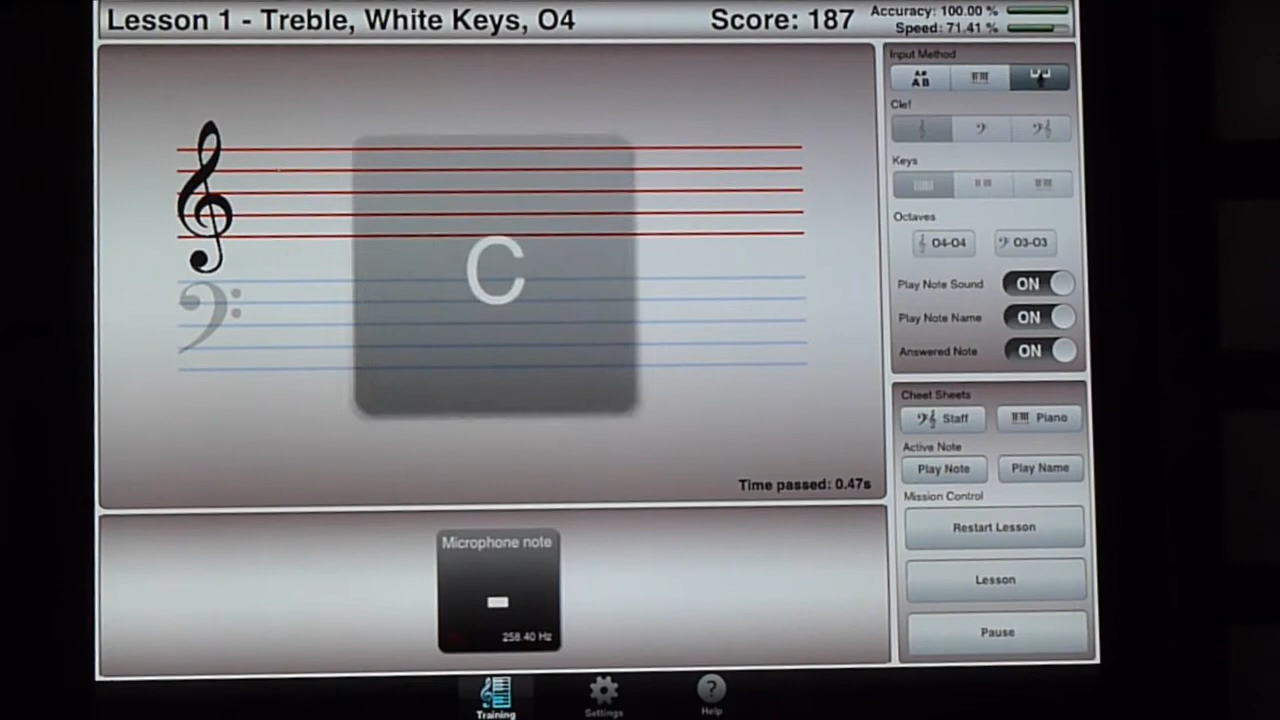 Lesson 1 - Treble, White Keys, O4
Score: 187
Accuracy: 100.00 %
Speed: 71.41 %
C
Time passed: 0.47s
Microphone note
-
258.40 Hz
Input Method
A#
A B
Clef
Keys
Octaves
O4-O4
O3-O3
Play Note Sound
ON
Play Note Name
ON
Answered Note
ON
Cheet Sheets
Staff
Piano
Active Note
Play Note
Play Name
Mission Control
Restart Lesson
Lesson
Pause
Training
Settings
?
Help